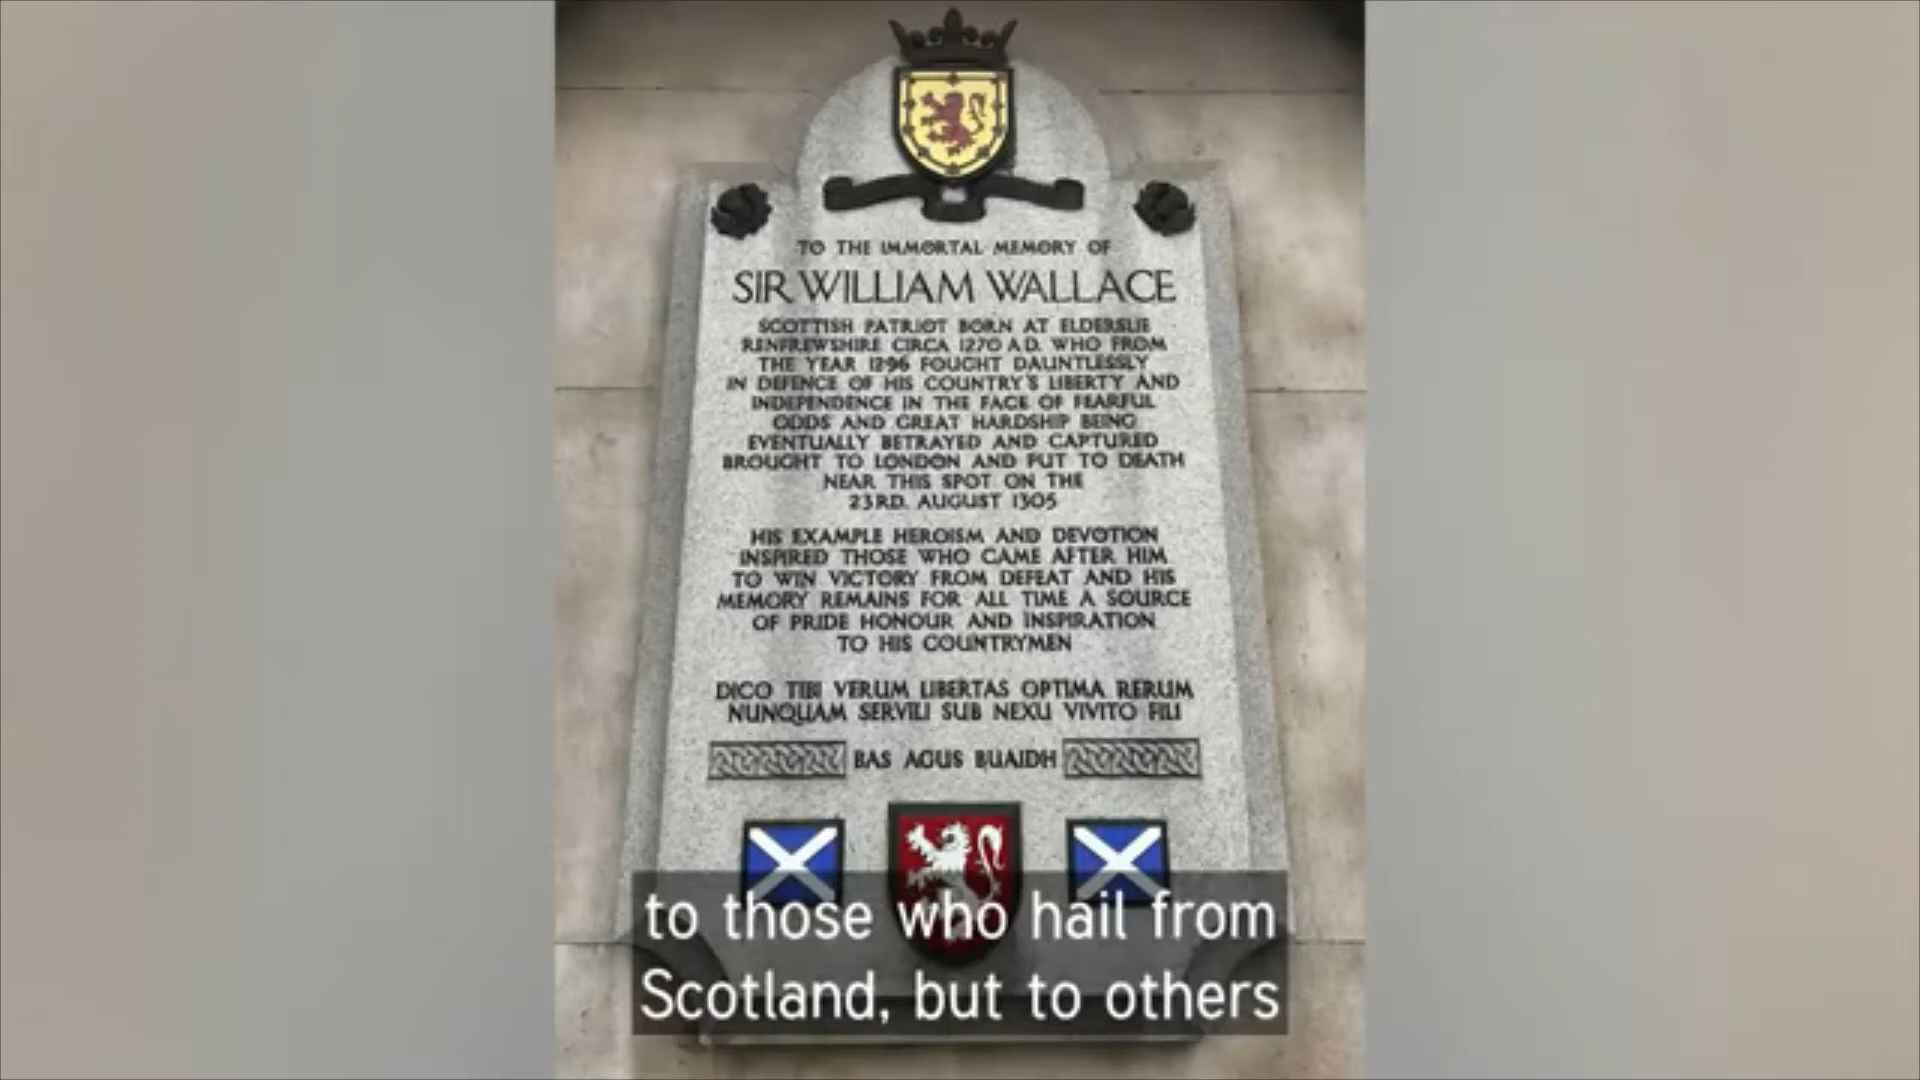 TO THE IMMORTAL MEMORY OF
SIR WILLIAM WALLACE
SCOTTISH PATRIOT BORN AT ELDERSLIE
RENFREWSHIRE CIRCA 1270 A.D. WHO FROM
THE YEAR 1296 FOUGHT DAUNTLESSLY
IN DEFENCE OF HIS COUNTRY'S LIBERTY AND
INDEPENDENCE IN THE FACE OF FEARFUL
ODDS AND GREAT HARDSHIP BEING
EVENTUALLY BETRAYED AND CAPTURED
BROUGHT TO LONDON AND PUT TO DEATH
NEAR THIS SPOT ON THE
23RD. AUGUST 1305
HIS EXAMPLE HEROISM AND DEVOTION
INSPIRED THOSE WHO CAME AFTER HIM
TO WIN VICTORY FROM DEFEAT AND HIS
MEMORY REMAINS FOR ALL TIME A SOURCE
OF PRIDE HONOUR AND INSPIRATION
TO HIS COUNTRYMEN
DICO TIBI VERUM LIBERTAS OPTIMA RERUM
NUNQUAM SERVILI SUB NEXU VIVITO FILI
BAS AGUS BUAIDH
to those who hail from
Scotland, but to others